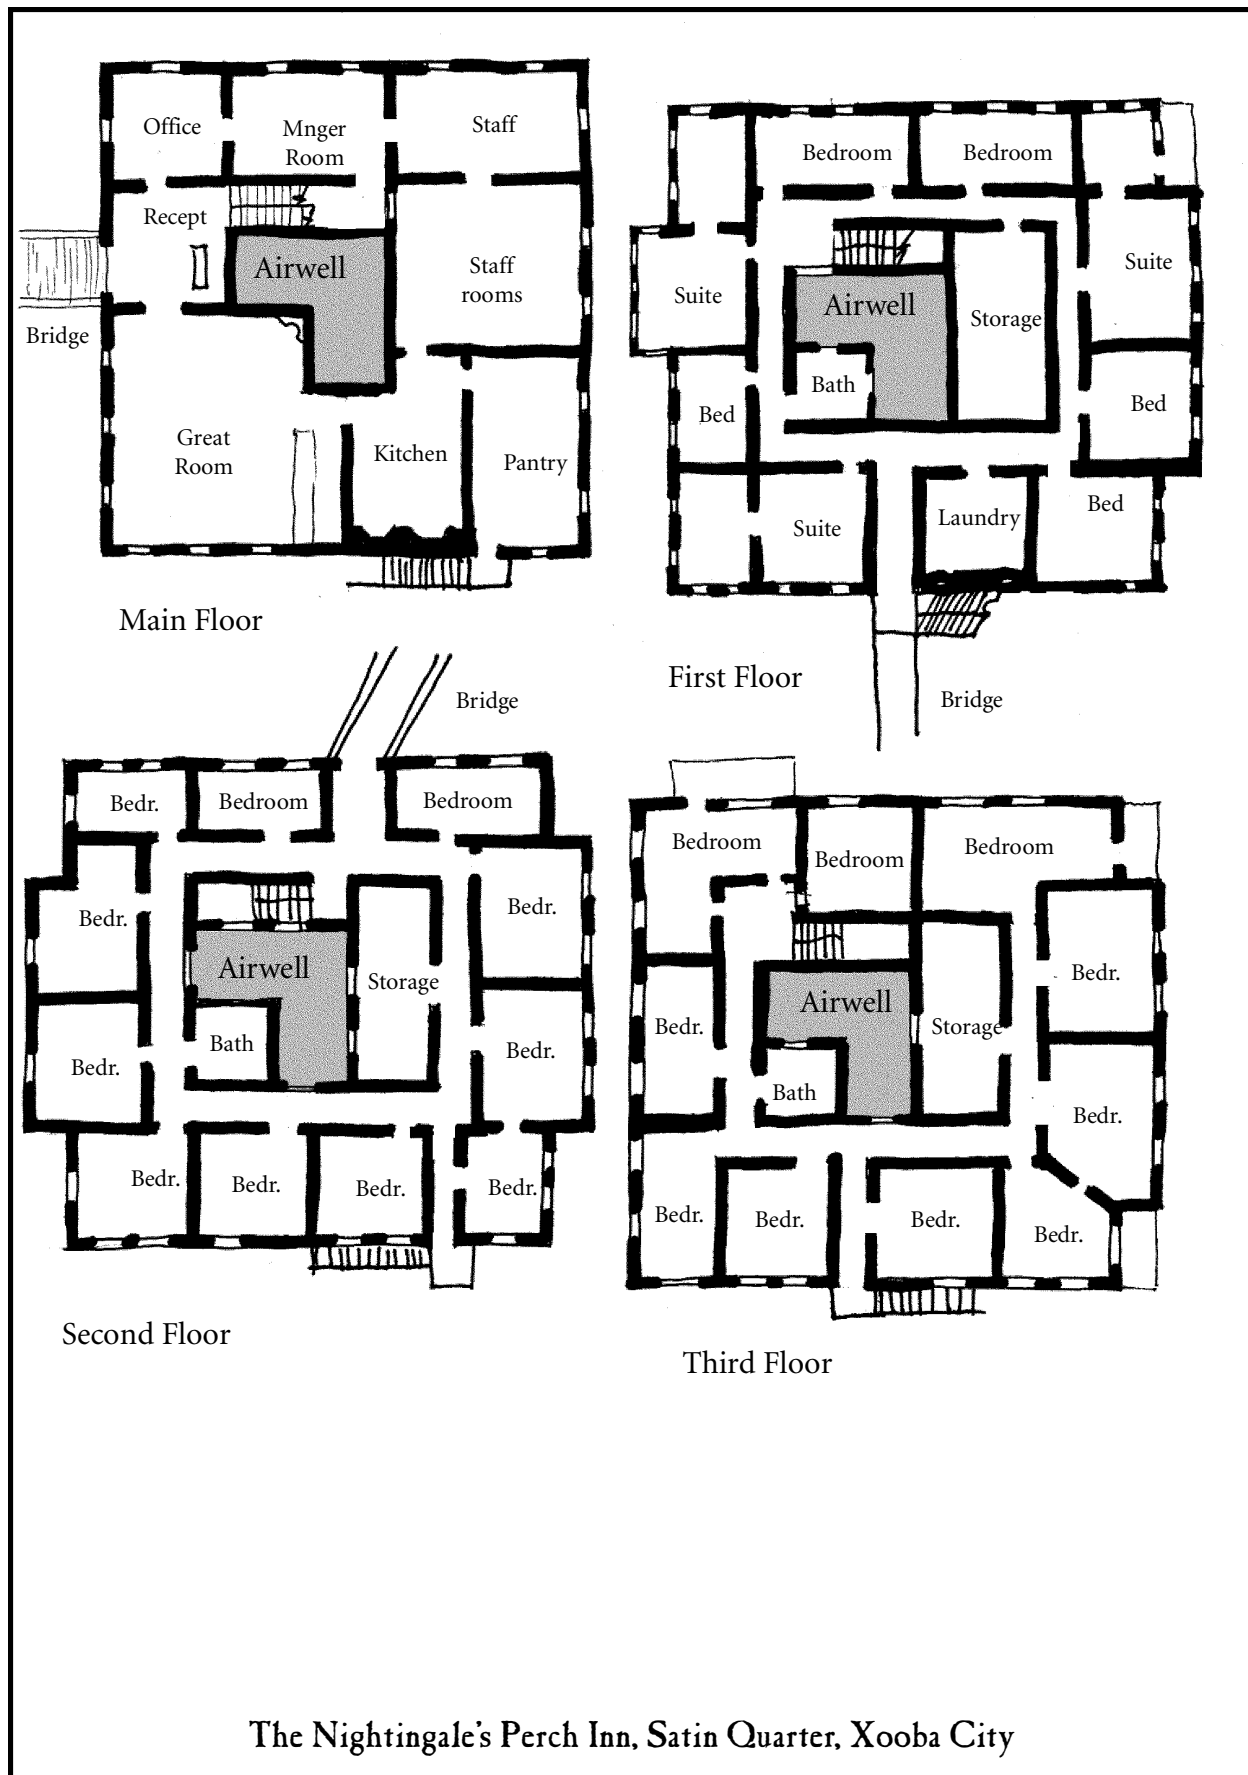 Office
Mnger
Room
Staff
Recept
Airwell
Staff
rooms
Bridge
Great
Room
Kitchen
Pantry
Main Floor
Bedroom
Bedroom
Suite
Suite
Airwell
Storage
Bath
Bed
Bed
Suite
Laundry
Bed
First Floor
Bridge
Bridge
Bedr.
Bedroom
Bedroom
Bedr.
Bedr.
Airwell
Storage
Bath
Bedr.
Bedr.
Bedr.
Bedr.
Bedr.
Bedr.
Second Floor
Bedroom
Bedroom
Bedroom
Bedr.
Airwell
Bedr.
Storage
Bath
Bedr.
Bedr.
Bedr.
Bedr.
Bedr.
Third Floor
The Nightingale's Perch Inn, Satin Quarter, Xooba City